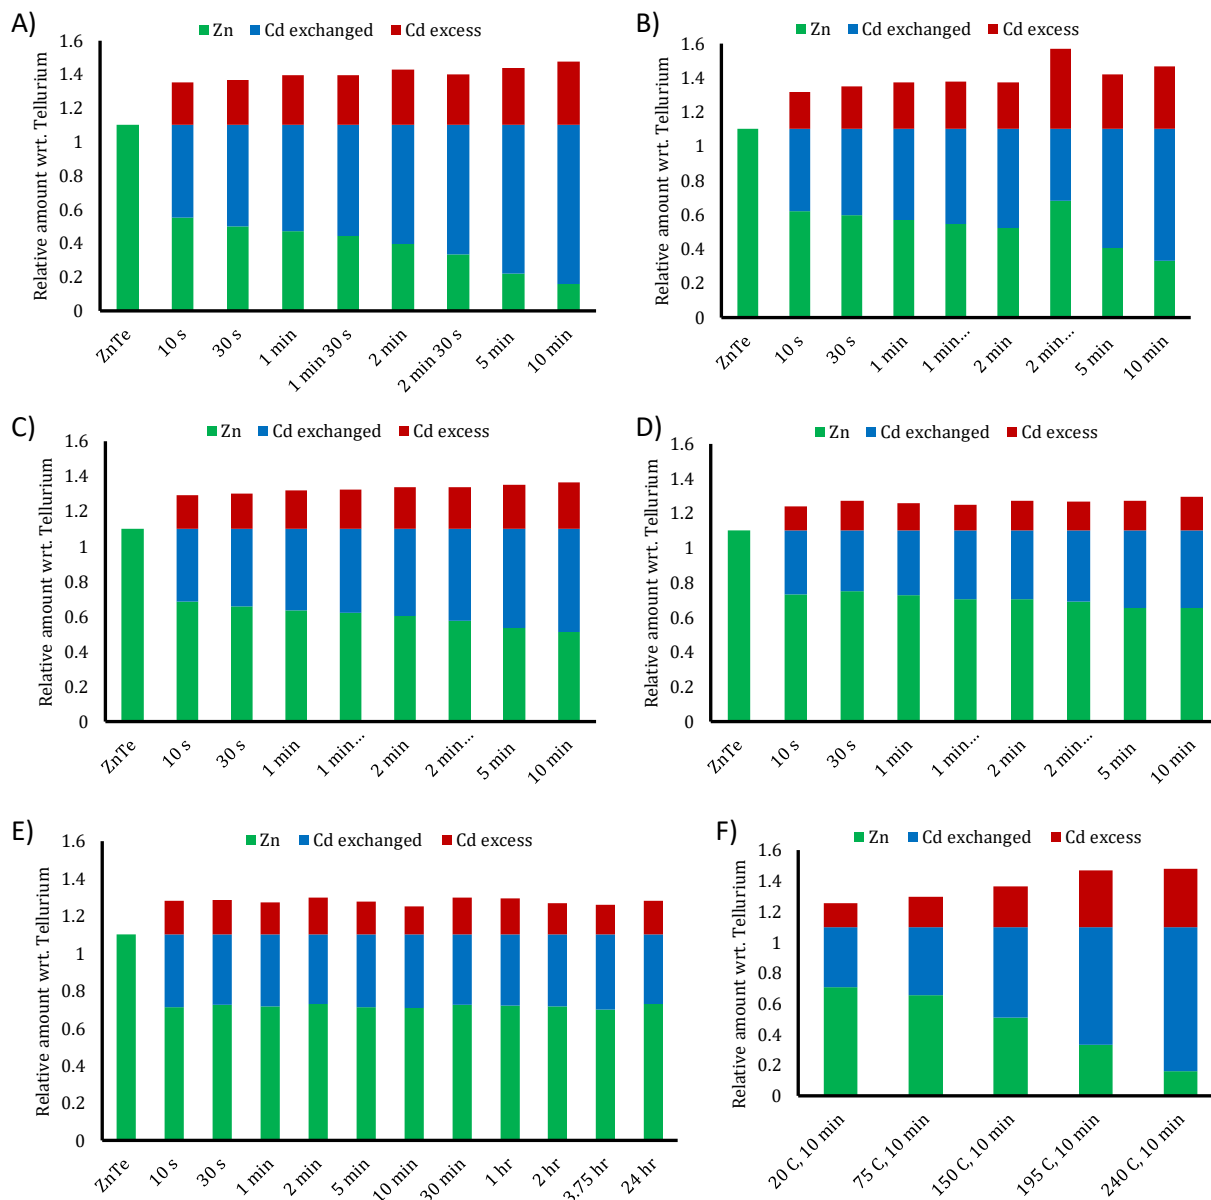 A)
Zn Cd exchanged Cd excess
Relative amount wrt. Tellurium
1.6
1.4
1.2
1
0.8
0.6
0.4
0.2
0
ZnTe
10 s
30 s
1 min
1 min 30 s
2 min
2 min 30 s
5 min
10 min
B)
Zn Cd exchanged Cd excess
Relative amount wrt. Tellurium
1.6
1.4
1.2
1
0.8
0.6
0.4
0.2
0
ZnTe
10 s
30 s
1 min
1 min...
2 min
2 min...
5 min
10 min
C)
Zn Cd exchanged Cd excess
Relative amount wrt. Tellurium
1.6
1.4
1.2
1
0.8
0.6
0.4
0.2
0
ZnTe
10 s
30 s
1 min
1 min...
2 min
2 min...
5 min
10 min
D)
Zn Cd exchanged Cd excess
Relative amount wrt. Tellurium
1.6
1.4
1.2
1
0.8
0.6
0.4
0.2
0
ZnTe
10 s
30 s
1 min
1 min...
2 min
2 min...
5 min
10 min
E)
Zn Cd exchanged Cd excess
Relative amount wrt. Tellurium
1.6
1.4
1.2
1
0.8
0.6
0.4
0.2
0
ZnTe
10 s
30 s
1 min
2 min
5 min
10 min
30 min
1 hr
2 hr
3.75 hr
24 hr
F)
Zn Cd exchanged Cd excess
Relative amount wrt. Tellurium
1.6
1.4
1.2
1
0.8
0.6
0.4
0.2
0
20 C, 10 min
75 C, 10 min
150 C, 10 min
195 C, 10 min
240 C, 10 min